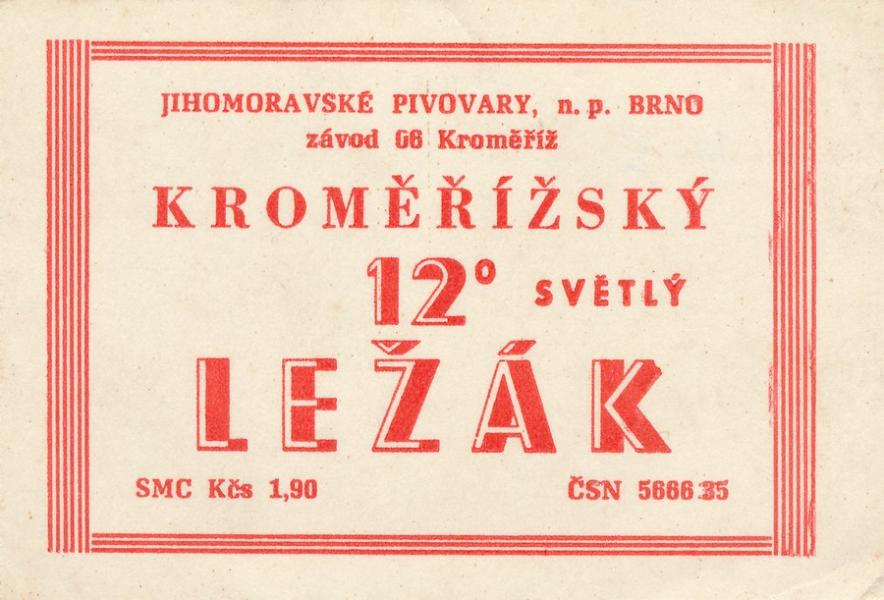 JIHOMORAVSKÉ PIVOVARY, n. p. BRNO
závod 06 Kroměříž
KROMĚŘÍŽSKÝ
12° SVĚTLÝ
LEŽÁK
SMC Kčs 1,90 ČSN 5666 35